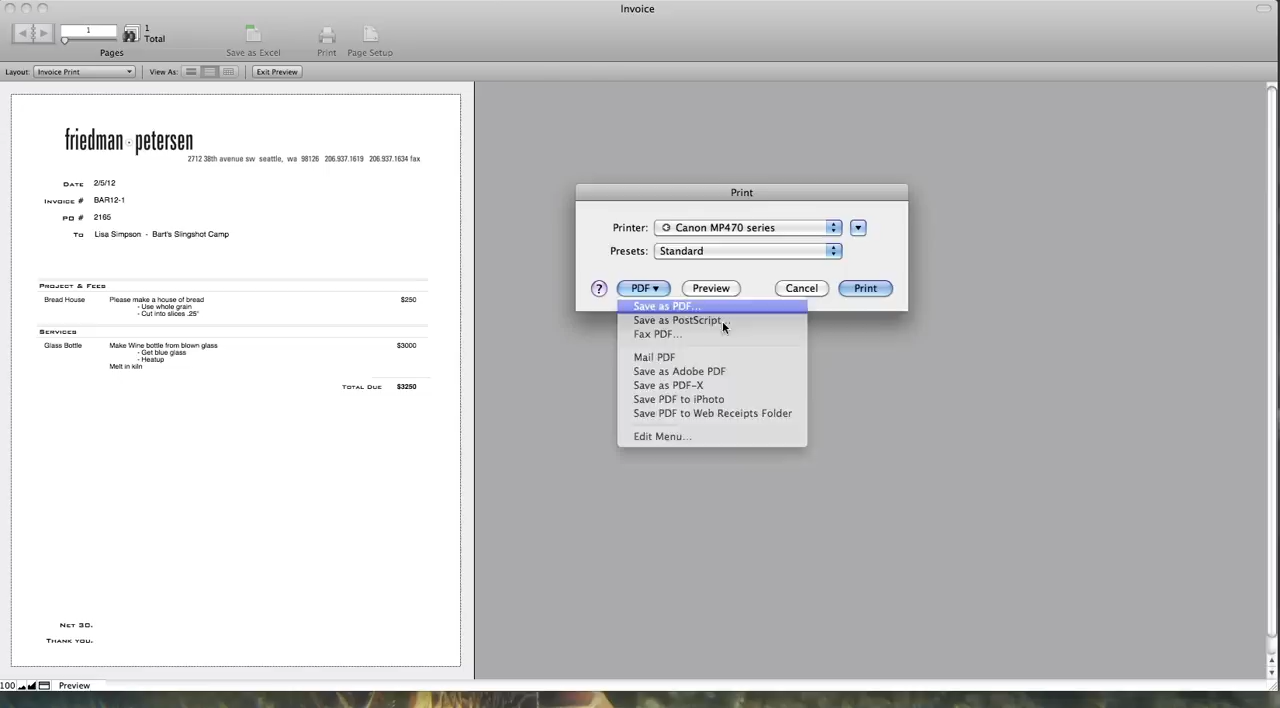 Invoice
1
1
Total
Pages
Save as Excel
Print
Page Setup
Layout:
Invoice Print
View As:
Exit Preview
friedman · petersen
2712 38th avenue sw seattle, wa 98126 206.937.1619 206.937.1634 fax
Date 2/5/12
Invoice # BAR12-1
PO # 2165
To Lisa Simpson - Bart's Slingshot Camp
Project & Fees
Bread House Please make a house of bread $250
- Use whole grain
- Cut into slices .25"
Services
Glass Bottle Make Wine bottle from blown glass $3000
- Get blue glass
- Heatup
Melt in kiln
Total Due $3250
Net 30.
Thank you.
100
Preview
Print
Printer: Canon MP470 series
Presets: Standard
? PDF▾ Preview Cancel Print
Save as PDF...
Save as PostScript...
Fax PDF...
Mail PDF
Save as Adobe PDF
Save as PDF-X
Save PDF to iPhoto
Save PDF to Web Receipts Folder
Edit Menu...